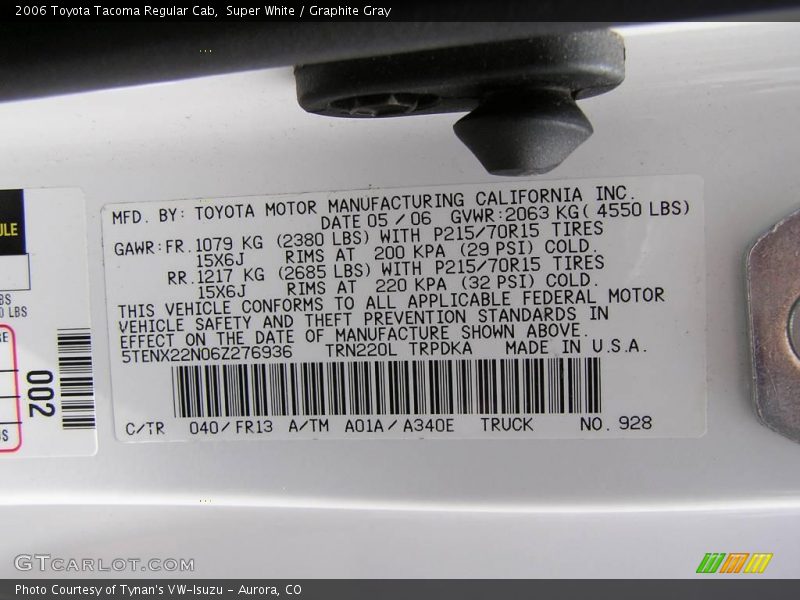 2006 Toyota Tacoma Regular Cab, Super White / Graphite Gray
MFD. BY: TOYOTA MOTOR MANUFACTURING CALIFORNIA INC.
DATE 05 / 06 GVWR:2063 KG( 4550 LBS)
GAWR:FR.1079 KG (2380 LBS) WITH P215/70R15 TIRES
15X6J RIMS AT 200 KPA (29 PSI) COLD.
RR.1217 KG (2685 LBS) WITH P215/70R15 TIRES
15X6J RIMS AT 220 KPA (32 PSI) COLD.
THIS VEHICLE CONFORMS TO ALL APPLICABLE FEDERAL MOTOR
VEHICLE SAFETY AND THEFT PREVENTION STANDARDS IN
EFFECT ON THE DATE OF MANUFACTURE SHOWN ABOVE.
5TENX22N06Z276936 TRN220L TRPDKA MADE IN U.S.A.
C/TR 040/FR13 A/TM A01A/A340E TRUCK NO. 928
002
LBS
GTCARLOT.COM
Photo Courtesy of Tynan's VW-Isuzu - Aurora, CO